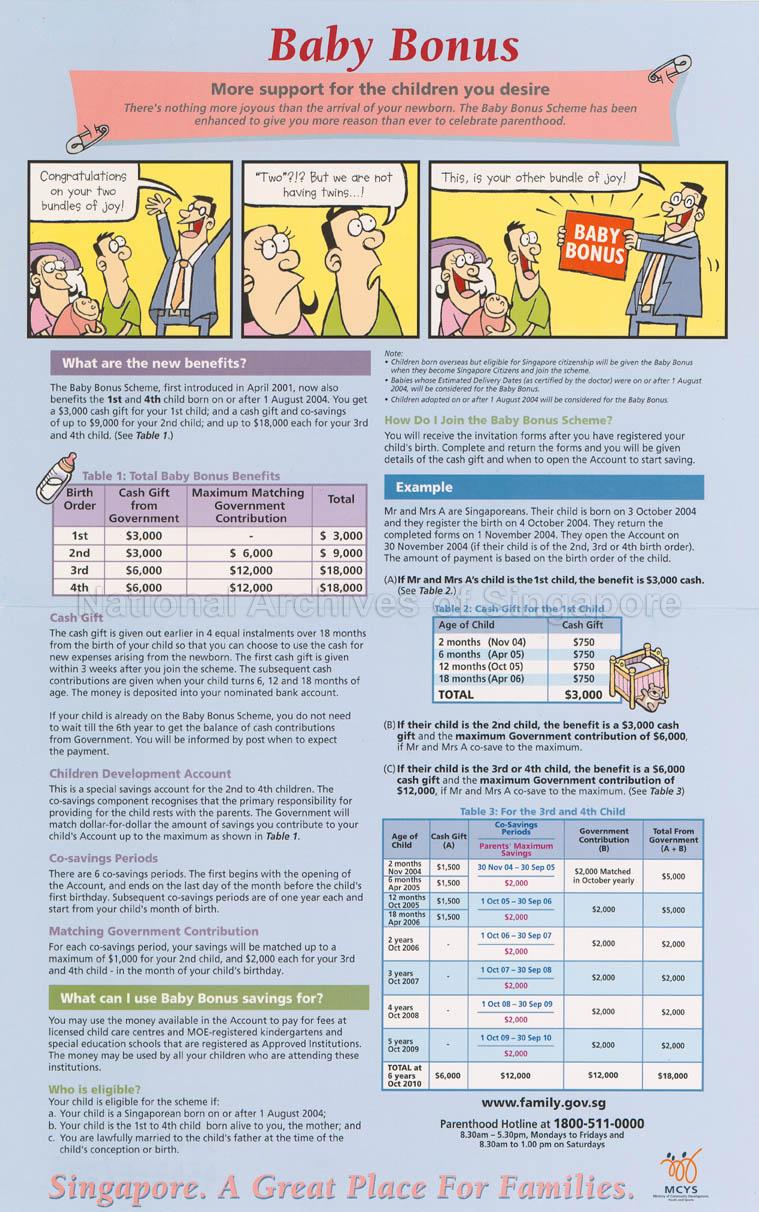 Baby Bonus
More support for the children you desire
There's nothing more joyous than the arrival of your newborn. The Baby Bonus Scheme has been
enhanced to give you more reason than ever to celebrate parenthood.
Congratulations
on your two
bundles of joy!
"Two"?!? But we are not
having twins...!
This, is your other bundle of joy!
BABY
BONUS
What are the new benefits?
The Baby Bonus Scheme, first introduced in April 2001, now also
benefits the 1st and 4th child born on or after 1 August 2004. You get
a $3,000 cash gift for your 1st child; and a cash gift and co-savings
of up to $9,000 for your 2nd child; and up to $18,000 each for your 3rd
and 4th child. (See Table 1.)
Table 1: Total Baby Bonus Benefits
Birth Order | Cash Gift from Government | Maximum Matching Government Contribution | Total
1st $3,000 - $ 3,000
2nd $3,000 $ 6,000 $ 9,000
3rd $6,000 $12,000 $18,000
4th $6,000 $12,000 $18,000
National Archives of Singapore
Cash Gift
The cash gift is given out earlier in 4 equal instalments over 18 months
from the birth of your child so that you can choose to use the cash for
new expenses arising from the newborn. The first cash gift is given
within 3 weeks after you join the scheme. The subsequent cash
contributions are given when your child turns 6, 12 and 18 months of
age. The money is deposited into your nominated bank account.
If your child is already on the Baby Bonus Scheme, you do not need
to wait till the 6th year to get the balance of cash contributions
from Government. You will be informed by post when to expect
the payment.
Children Development Account
This is a special savings account for the 2nd to 4th children. The
co-savings component recognises that the primary responsibility for
providing for the child rests with the parents. The Government will
match dollar-for-dollar the amount of savings you contribute to your
child's Account up to the maximum as shown in Table 1.
Co-savings Periods
There are 6 co-savings periods. The first begins with the opening of
the Account, and ends on the last day of the month before the child's
first birthday. Subsequent co-savings periods are of one year each and
start from your child's month of birth.
Matching Government Contribution
For each co-savings period, your savings will be matched up to a
maximum of $1,000 for your 2nd child, and $2,000 each for your 3rd
and 4th child - in the month of your child's birthday.
What can I use Baby Bonus savings for?
You may use the money available in the Account to pay for fees at
licensed child care centres and MOE-registered kindergartens and
special education schools that are registered as Approved Institutions.
The money may be used by all your children who are attending these
institutions.
Who is eligible?
Your child is eligible for the scheme if:
a. Your child is a Singaporean born on or after 1 August 2004;
b. Your child is the 1st to 4th child born alive to you, the mother; and
c. You are lawfully married to the child's father at the time of the
child's conception or birth.
Note:
• Children born overseas but eligible for Singapore citizenship will be given the Baby Bonus
when they become Singapore Citizens and join the scheme.
• Babies whose Estimated Delivery Dates (as certified by the doctor) were on or after 1 August
2004, will be considered for the Baby Bonus.
• Children adopted on or after 1 August 2004 will be considered for the Baby Bonus.
How Do I Join the Baby Bonus Scheme?
You will receive the invitation forms after you have registered your
child's birth. Complete and return the forms and you will be given
details of the cash gift and when to open the Account to start saving.
Example
Mr and Mrs A are Singaporeans. Their child is born on 3 October 2004
and they register the birth on 4 October 2004. They return the
completed forms on 1 November 2004. They open the Account on
30 November 2004 (if their child is of the 2nd, 3rd or 4th birth order).
The amount of payment is based on the birth order of the child.
(A)If Mr and Mrs A's child is the 1st child, the benefit is $3,000 cash.
(See Table 2.)
Table 2: Cash Gift for the 1st Child
Age of Child Cash Gift
2 months (Nov 04) $750
6 months (Apr 05) $750
12 months (Oct 05) $750
18 months (Apr 06) $750
TOTAL $3,000
(B)If their child is the 2nd child, the benefit is a $3,000 cash
gift and the maximum Government contribution of $6,000,
if Mr and Mrs A co-save to the maximum.
(C)If their child is the 3rd or 4th child, the benefit is a $6,000
cash gift and the maximum Government contribution of
$12,000, if Mr and Mrs A co-save to the maximum. (See Table 3)
Table 3: For the 3rd and 4th Child
Age of Child | Cash Gift (A) | Co-Savings Periods | Parents' Maximum Savings | Government Contribution (B) | Total From Government (A + B)
2 months Nov 2004 $1,500 30 Nov 04 – 30 Sep 05 $2,000 Matched in October yearly $5,000
6 months Apr 2005 $1,500 $2,000
12 months Oct 2005 $1,500 1 Oct 05 – 30 Sep 06 $2,000 $5,000
18 months Apr 2006 $1,500 $2,000
2 years Oct 2006 - 1 Oct 06 – 30 Sep 07 $2,000 $2,000 $2,000
3 years Oct 2007 - 1 Oct 07 – 30 Sep 08 $2,000 $2,000 $2,000
4 years Oct 2008 - 1 Oct 08 – 30 Sep 09 $2,000 $2,000 $2,000
5 years Oct 2009 - 1 Oct 09 – 30 Sep 10 $2,000 $2,000 $2,000
TOTAL at 6 years Oct 2010 $6,000 $12,000 $12,000 $18,000
www.family.gov.sg
Parenthood Hotline at 1800-511-0000
8.30am – 5.30pm, Mondays to Fridays and
8.30am to 1.00 pm on Saturdays
MCYS
Ministry of Community Development,
Youth and Sports
Singapore. A Great Place For Families.